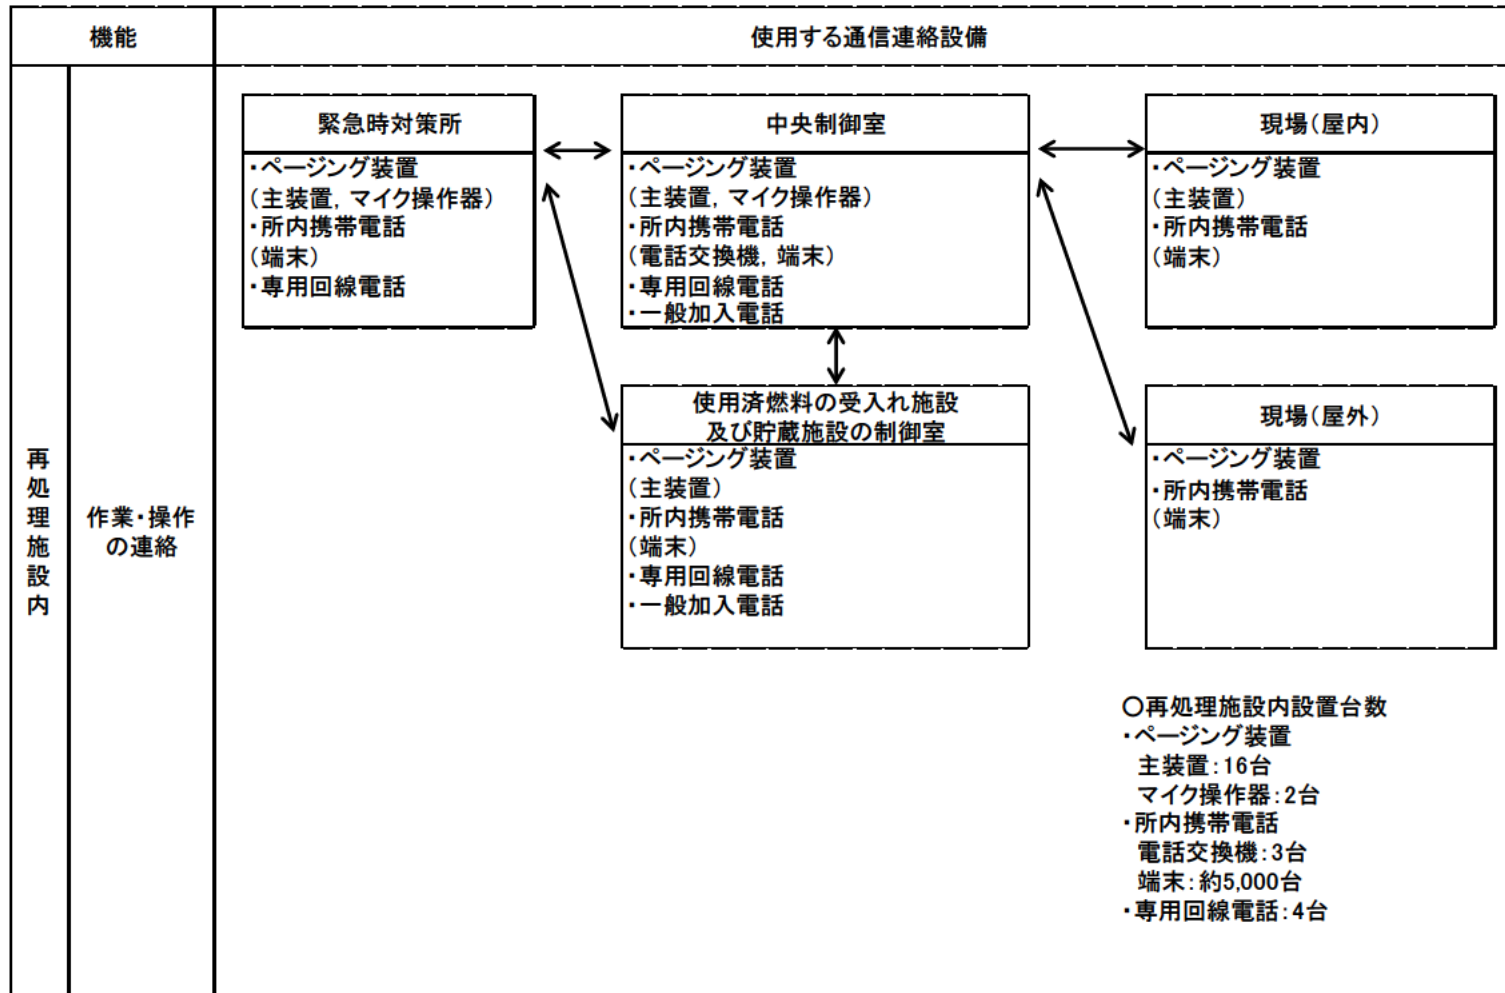 機能
使用する通信連絡設備
再処理施設内
作業・操作
の連絡
緊急時対策所
・ページング装置
(主装置, マイク操作器)
・所内携帯電話
(端末)
・専用回線電話
中央制御室
・ページング装置
(主装置, マイク操作器)
・所内携帯電話
(電話交換機, 端末)
・専用回線電話
・一般加入電話
現場(屋内)
・ページング装置
(主装置)
・所内携帯電話
(端末)
使用済燃料の受入れ施設
及び貯蔵施設の制御室
・ページング装置
(主装置)
・所内携帯電話
(端末)
・専用回線電話
・一般加入電話
現場(屋外)
・ページング装置
・所内携帯電話
(端末)
〇再処理施設内設置台数
・ページング装置
主装置:16台
マイク操作器:2台
・所内携帯電話
電話交換機:3台
端末:約5,000台
・専用回線電話:4台